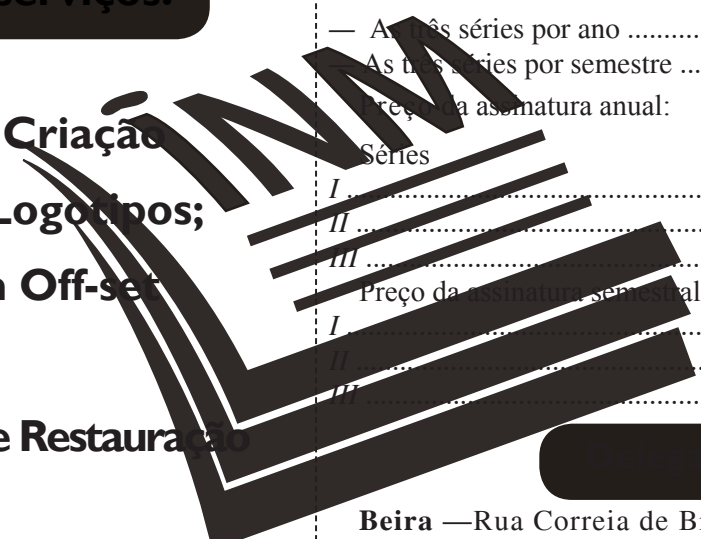 serviços:
Criação
Logotipos;
Off-set
e Restauração
INM
— As três séries por ano ..........
— As três séries por semestre ...
Preço da assinatura anual:
Séries
I ......................................................
II ......................................................
III .....................................................
Preço da assinatura semestral
I ......................................................
II ......................................................
III .....................................................
Beira —Rua Correia de